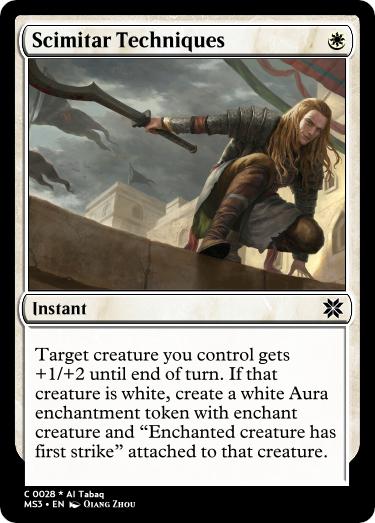 Scimitar Techniques
Instant
Target creature you control gets
+1/+2 until end of turn. If that
creature is white, create a white Aura
enchantment token with enchant
creature and “Enchanted creature has
first strike” attached to that creature.
C 0028 * Al Tabaq
MS3 • EN Qiang Zhou